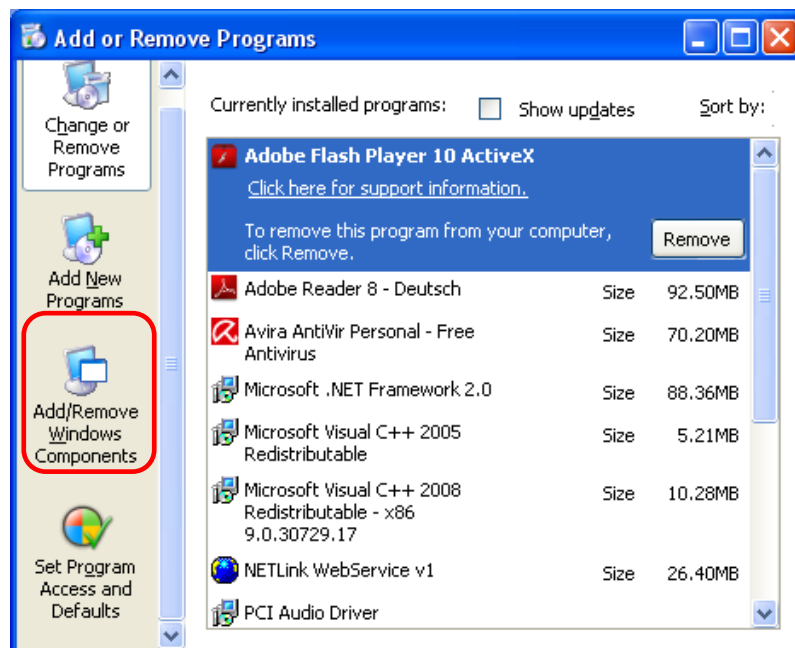 Add or Remove Programs
Change or
Remove
Programs
Add New
Programs
Add/Remove
Windows
Components
Set Program
Access and
Defaults
Currently installed programs:
Show updates
Sort by:
Adobe Flash Player 10 ActiveX
Click here for support information.
To remove this program from your computer,
click Remove.
Remove
Adobe Reader 8 - Deutsch Size 92.50MB
Avira AntiVir Personal - Free Size 70.20MB
Antivirus
Microsoft .NET Framework 2.0 Size 88.36MB
Microsoft Visual C++ 2005 Size 5.21MB
Redistributable
Microsoft Visual C++ 2008 Size 10.28MB
Redistributable - x86
9.0.30729.17
NETLink WebService v1 Size 26.40MB
PCI Audio Driver